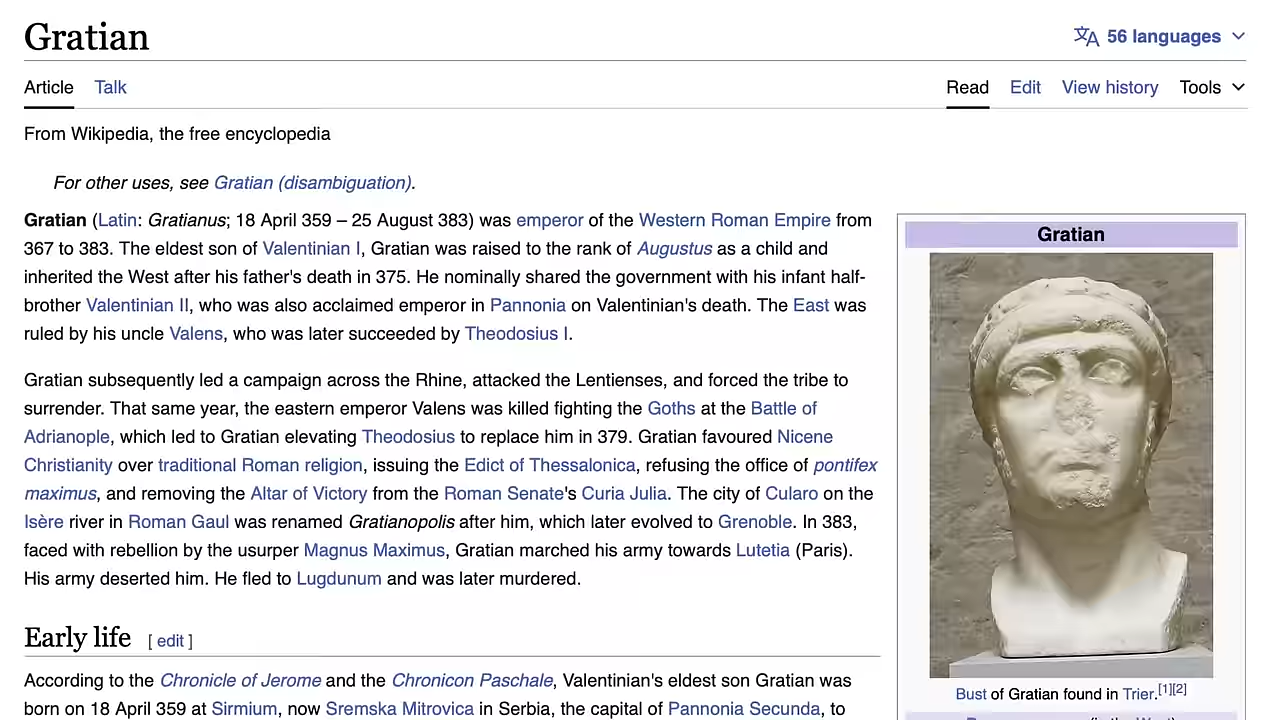 Gratian
56 languages
Article Talk
Read Edit View history Tools
From Wikipedia, the free encyclopedia
For other uses, see Gratian (disambiguation).
Gratian (Latin: Gratianus; 18 April 359 – 25 August 383) was emperor of the Western Roman Empire from
367 to 383. The eldest son of Valentinian I, Gratian was raised to the rank of Augustus as a child and
inherited the West after his father's death in 375. He nominally shared the government with his infant half-
brother Valentinian II, who was also acclaimed emperor in Pannonia on Valentinian's death. The East was
ruled by his uncle Valens, who was later succeeded by Theodosius I.
Gratian subsequently led a campaign across the Rhine, attacked the Lentienses, and forced the tribe to
surrender. That same year, the eastern emperor Valens was killed fighting the Goths at the Battle of
Adrianople, which led to Gratian elevating Theodosius to replace him in 379. Gratian favoured Nicene
Christianity over traditional Roman religion, issuing the Edict of Thessalonica, refusing the office of pontifex
maximus, and removing the Altar of Victory from the Roman Senate's Curia Julia. The city of Cularo on the
Isère river in Roman Gaul was renamed Gratianopolis after him, which later evolved to Grenoble. In 383,
faced with rebellion by the usurper Magnus Maximus, Gratian marched his army towards Lutetia (Paris).
His army deserted him. He fled to Lugdunum and was later murdered.
Early life [ edit ]
According to the Chronicle of Jerome and the Chronicon Paschale, Valentinian's eldest son Gratian was
born on 18 April 359 at Sirmium, now Sremska Mitrovica in Serbia, the capital of Pannonia Secunda, to
Gratian
Bust of Gratian found in Trier.[1][2]